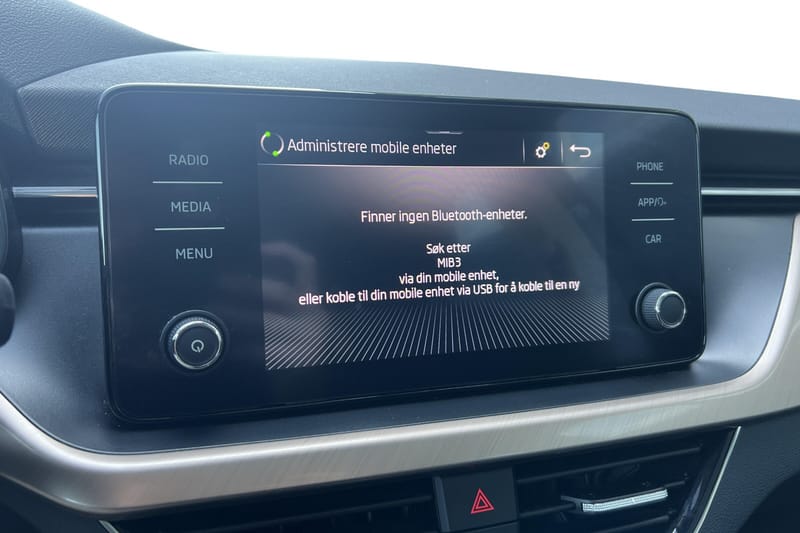 Administrere mobile enheter
RADIO
MEDIA
MENU
Finner ingen Bluetooth-enheter.
Søk etter
MIB3
via din mobile enhet,
eller koble til din mobile enhet via USB for å koble til en ny
PHONE
APP/
CAR